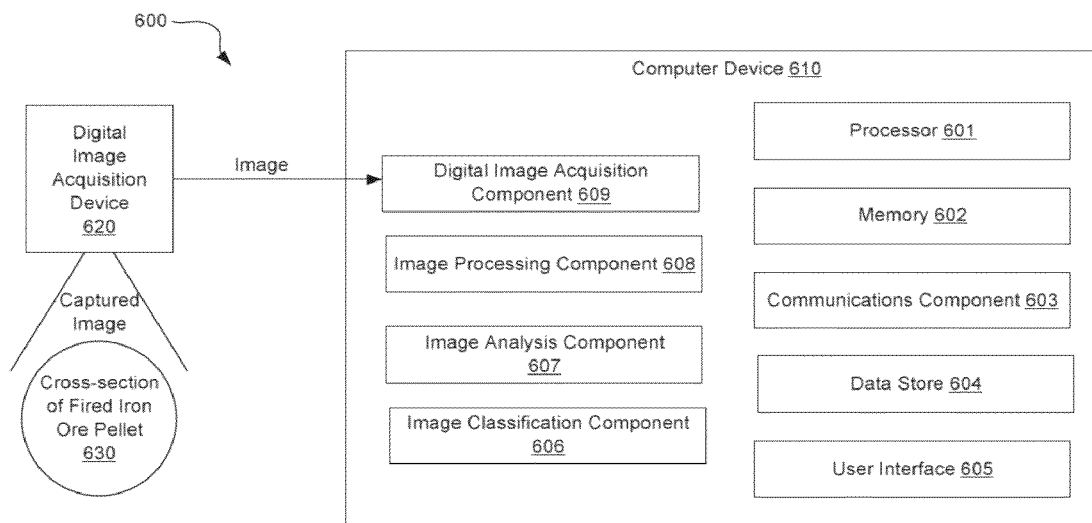 600
Computer Device 610
Digital
Image
Acquisition
Device
620
Image
Captured
Image
Cross-section
of Fired Iron
Ore Pellet
630
Digital Image Acquisition
Component 609
Image Processing Component 608
Image Analysis Component
607
Image Classification Component
606
Processor 601
Memory 602
Communications Component 603
Data Store 604
User Interface 605